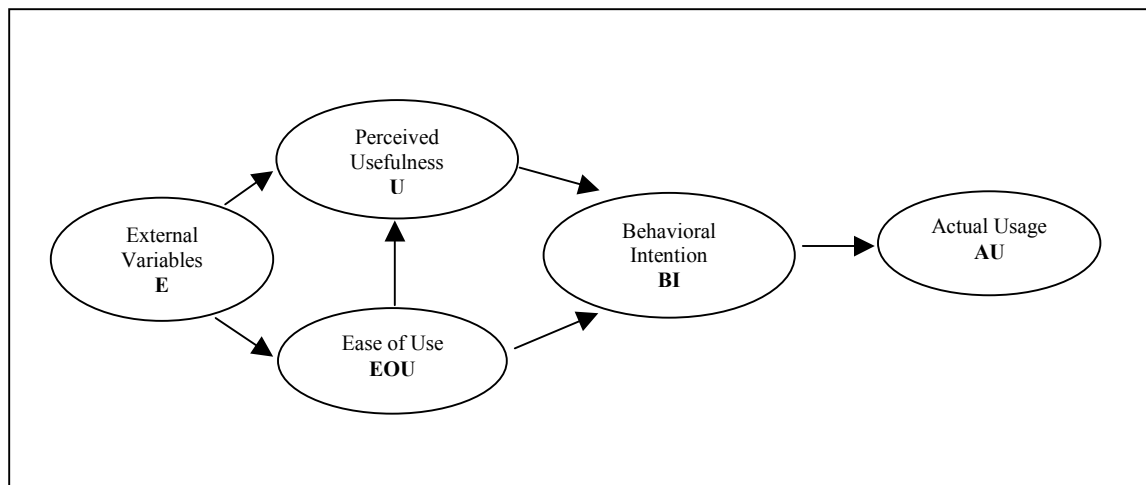 Perceived
Usefulness
U
External
Variables
E
Ease of Use
EOU
Behavioral
Intention
BI
Actual Usage
AU